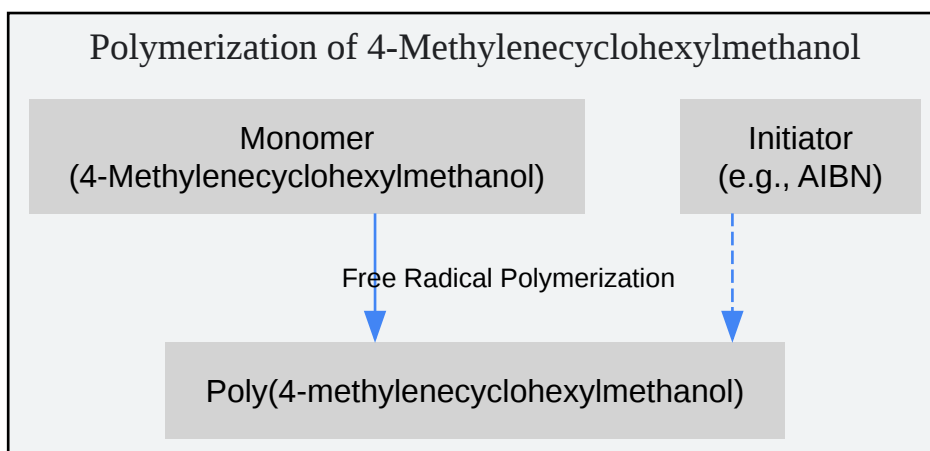 Polymerization of 4-Methylenecyclohexylmethanol
Monomer
(4-Methylenecyclohexylmethanol)
Initiator
(e.g., AIBN)
Free Radical Polymerization
Poly(4-methylenecyclohexylmethanol)